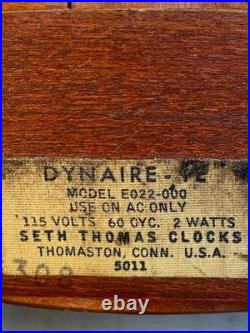 DYNAIRE - E
MODEL E022-000
USE ON AC ONLY
115 VOLTS 60 CYC. 2 WATTS
SETH THOMAS CLOCKS
THOMASTON, CONN. U.S.A.
5011
308